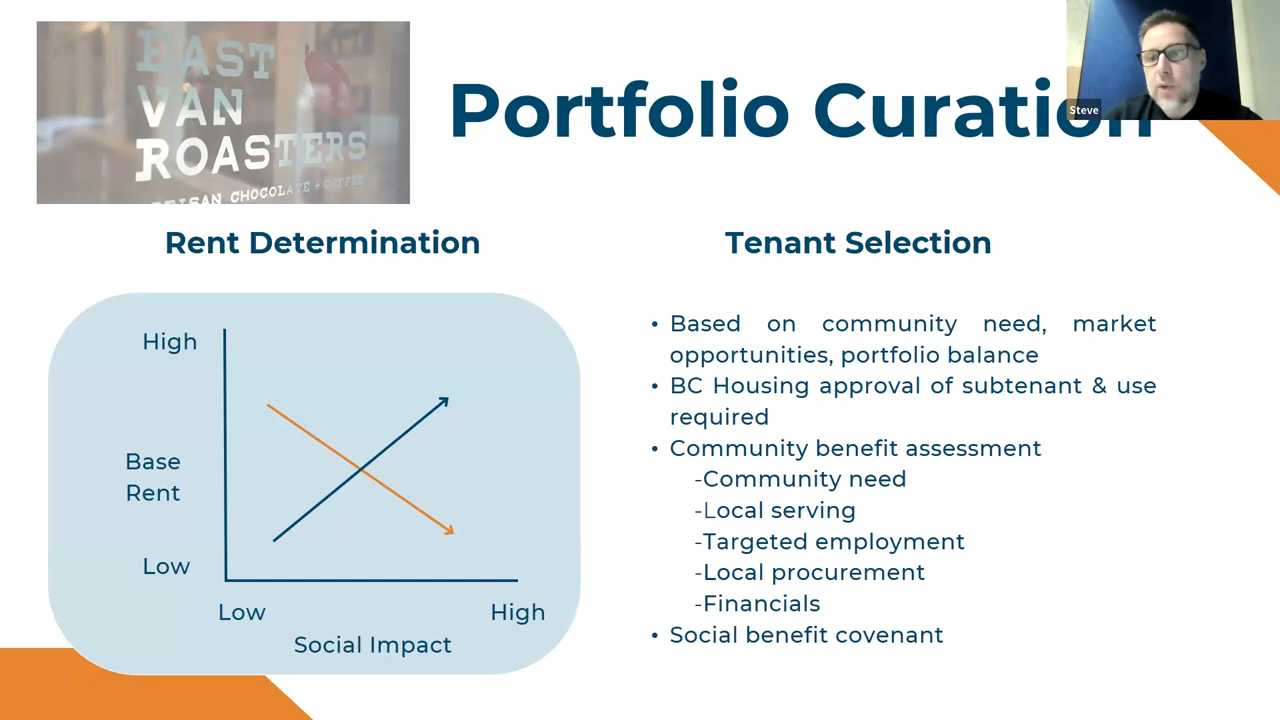 EAST
VAN
ROASTERS
ARTISAN CHOCOLATE + COFFEE
Portfolio Curation
Steve
Rent Determination
High
Base
Rent
Low
Low
High
Social Impact
Tenant Selection
• Based on community need, market
opportunities, portfolio balance
• BC Housing approval of subtenant & use
required
• Community benefit assessment
-Community need
-Local serving
-Targeted employment
-Local procurement
-Financials
• Social benefit covenant